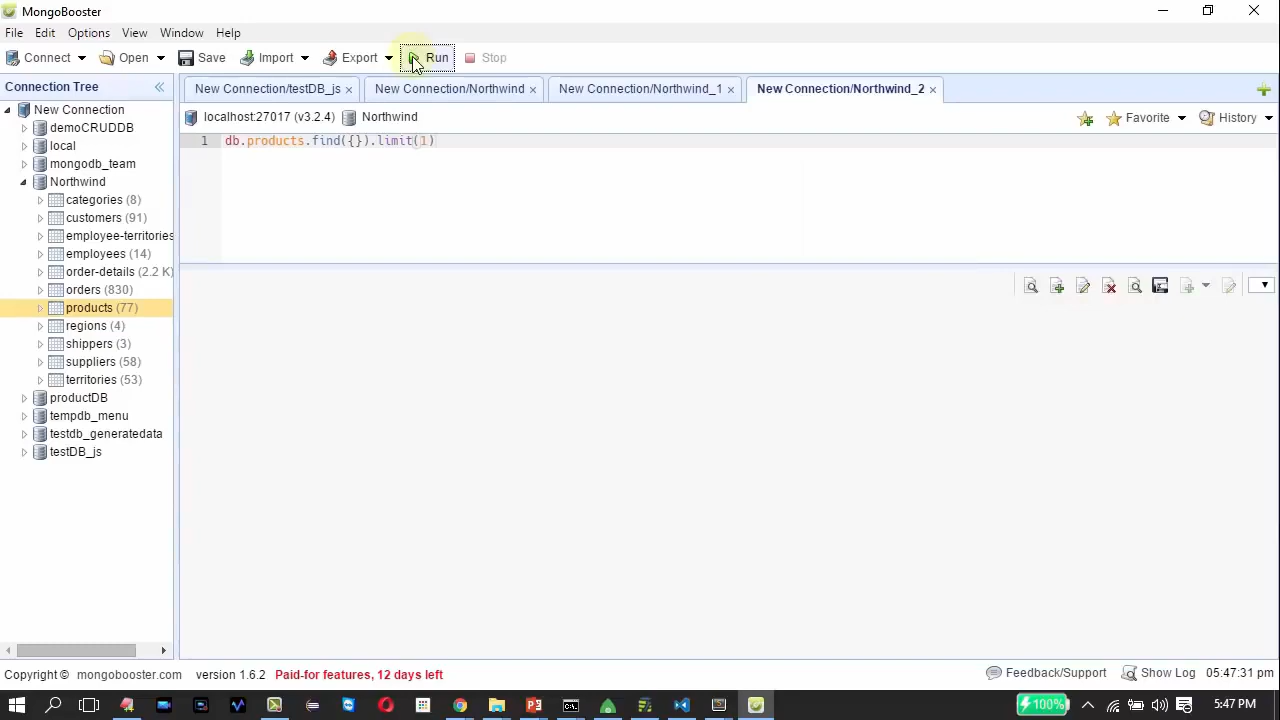 MongoBooster
File Edit Options View Window Help
Connect Open Save Import Export Run Stop
Connection Tree
New Connection
demoCRUDDB
local
mongodb_team
Northwind
categories (8)
customers (91)
employee-territories
employees (14)
order-details (2.2 K)
orders (830)
products (77)
regions (4)
shippers (3)
suppliers (58)
territories (53)
productDB
tempdb_menu
testdb_generatedata
testDB_js
New Connection/testDB_js × New Connection/Northwind × New Connection/Northwind_1 × New Connection/Northwind_2 ×
localhost:27017 (v3.2.4) Northwind Favorite History
1 db.products.find({}).limit(1)
Copyright © mongobooster.com version 1.6.2 Paid-for features, 12 days left Feedback/Support Show Log 05:47:31 pm
100% 5:47 PM